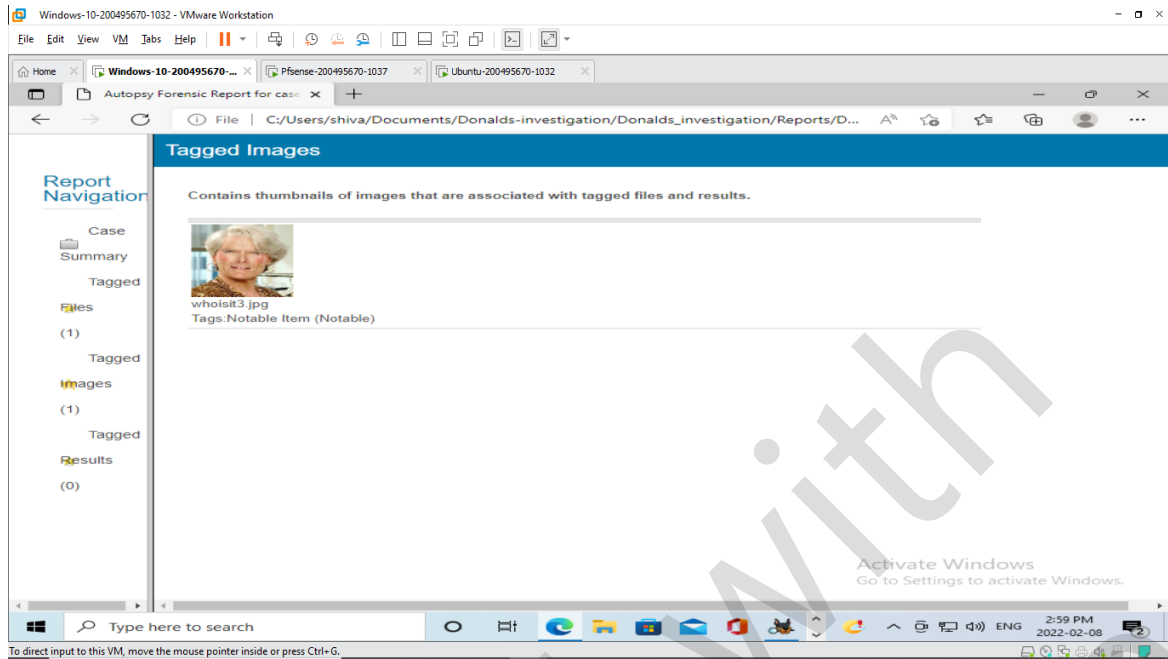 Windows-10-200495670-1032 - VMware Workstation
File Edit View VM Tabs Help
Home Windows-10-200495670-... Pfsense-200495670-1037 Ubuntu-200495670-1032
Autopsy Forensic Report for case
File C:/Users/shiva/Documents/Donalds-investigation/Donalds_investigation/Reports/D...
Tagged Images
Report
Navigation
Case
Summary
Tagged
Files
(1)
Tagged
Images
(1)
Tagged
Results
(0)
Contains thumbnails of images that are associated with tagged files and results.
whoisit3.jpg
Tags:Notable Item (Notable)
with
Activate Windows
Go to Settings to activate Windows.
Type here to search
ENG
2:59 PM
2022-02-08
2
To direct input to this VM, move the mouse pointer inside or press Ctrl+G.